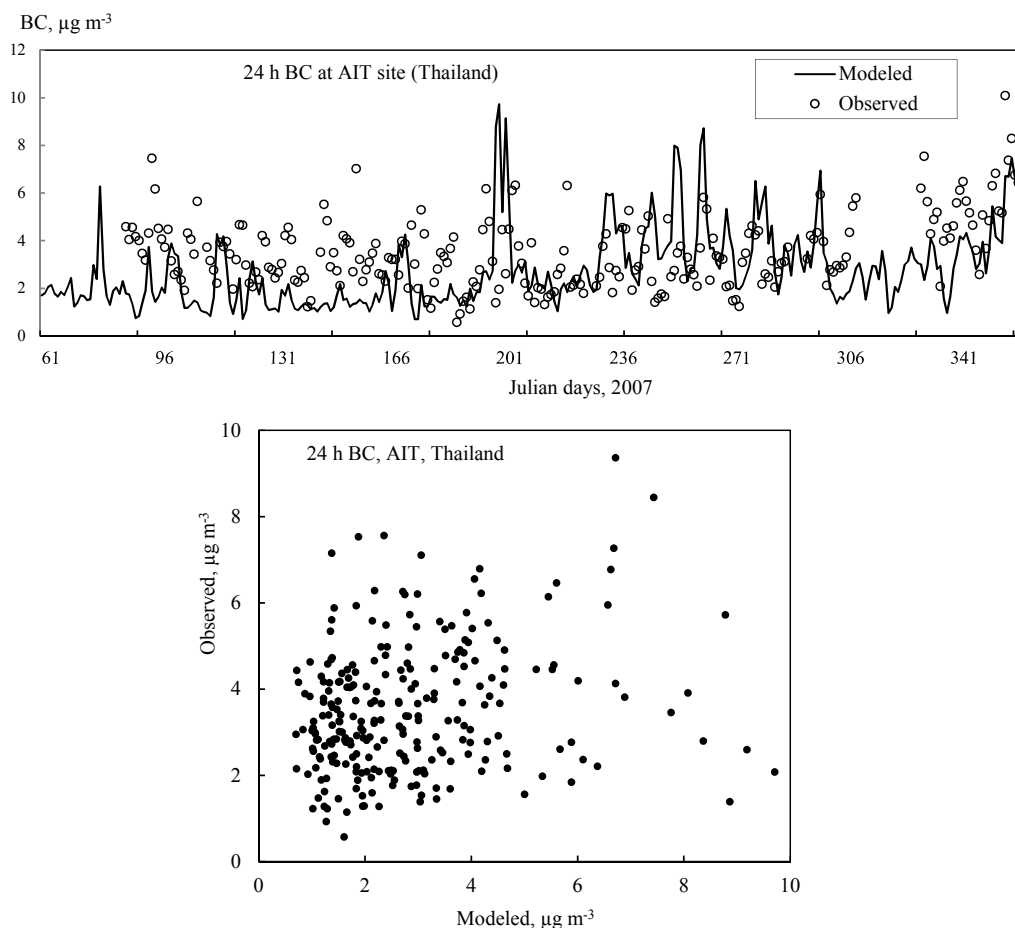 BC, µg m-3
12
24 h BC at AIT site (Thailand)
Modeled
Observed
10
8
6
4
2
0
61 96 131 166 201 236 271 306 341
Julian days, 2007
10
24 h BC, AIT, Thailand
8
6
4
2
0
Observed, µg m-3
0 2 4 6 8 10
Modeled, µg m-3